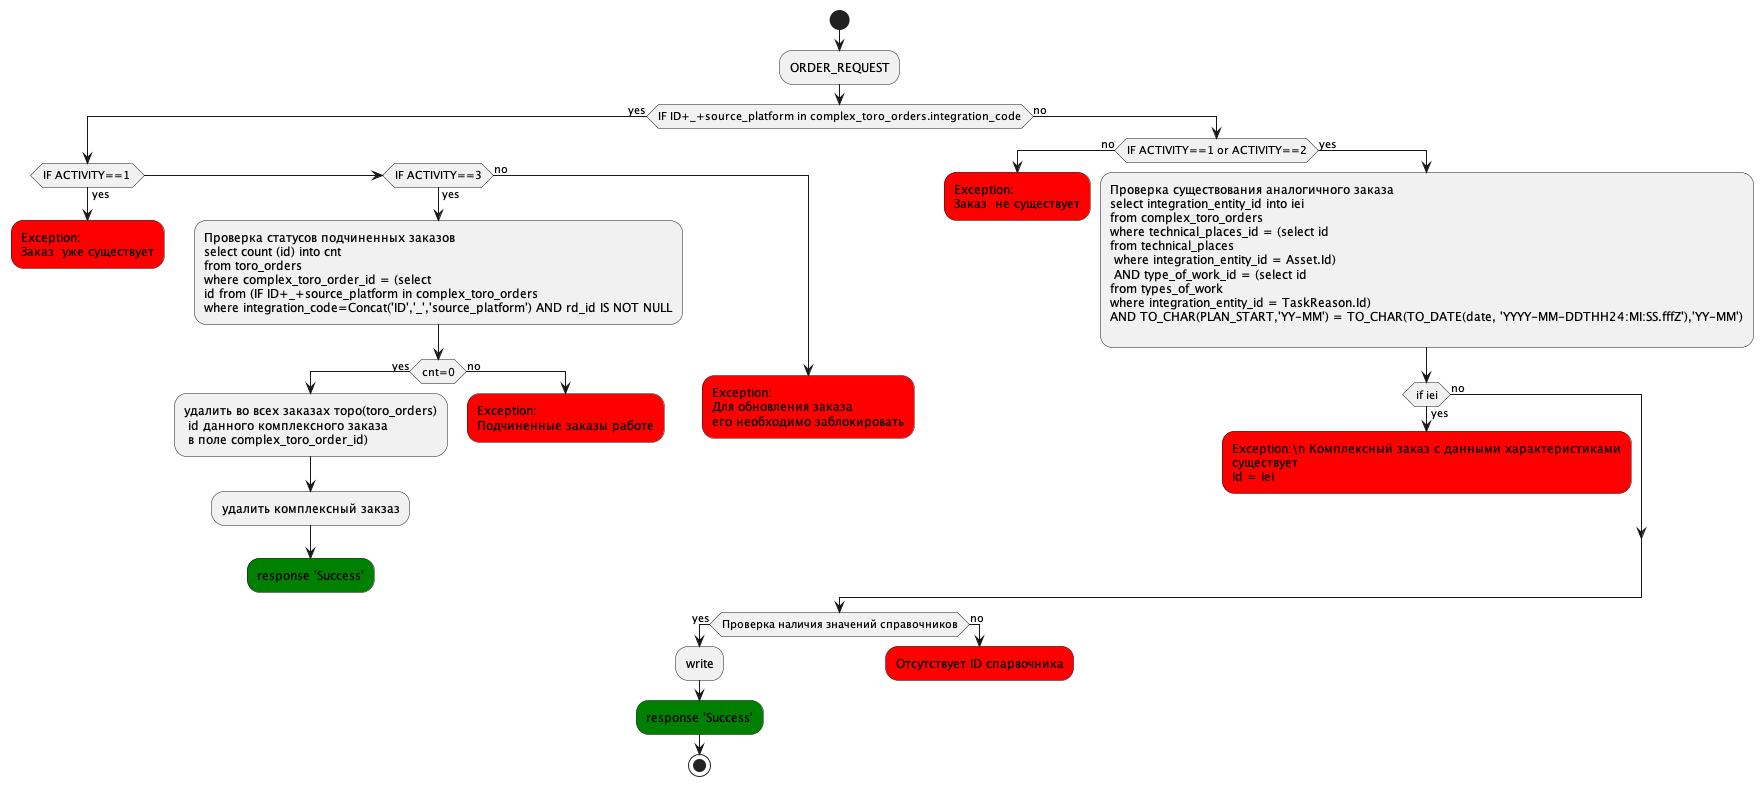 ORDER_REQUEST
yes
IF ID+_+source_platform in complex_toro_orders.integration_code
no
IF ACTIVITY==1
yes
Exception:
Заказ  уже существует
IF ACTIVITY==3
no
yes
Проверка статусов подчиненных заказов
select count (id) into cnt
from toro_orders
where complex_toro_order_id = (select
id from (IF ID+_+source_platform in complex_toro_orders
where integration_code=Concat('ID','_','source_platform') AND rd_id IS NOT NULL
yes
cnt=0
no
удалить во всех заказах торо(toro_orders)
id данного комплексного заказа
в поле complex_toro_order_id)
удалить комплексный закзаз
response 'Success'
Exception:
Подчиненные заказы работе
Exception:
Для обновления заказа
его необходимо заблокировать
no
IF ACTIVITY==1 or ACTIVITY==2
yes
Exception:
Заказ  не существует
Проверка существования аналогичного заказа
select integration_entity_id into iei
from complex_toro_orders
where technical_places_id = (select id
from technical_places
where integration_entity_id = Asset.Id)
AND type_of_work_id = (select id
from types_of_work
where integration_entity_id = TaskReason.Id)
AND TO_CHAR(PLAN_START,'YY-MM') = TO_CHAR(TO_DATE(date, 'YYYY-MM-DDTHH24:MI:SS.fffZ'),'YY-MM')
if iei
no
yes
Exception:\n Комплексный заказ с данными характеристиками
существует
id = iei
yes
Проверка наличия значений справочников
no
write
response 'Success'
Отсутствует ID спарвочника